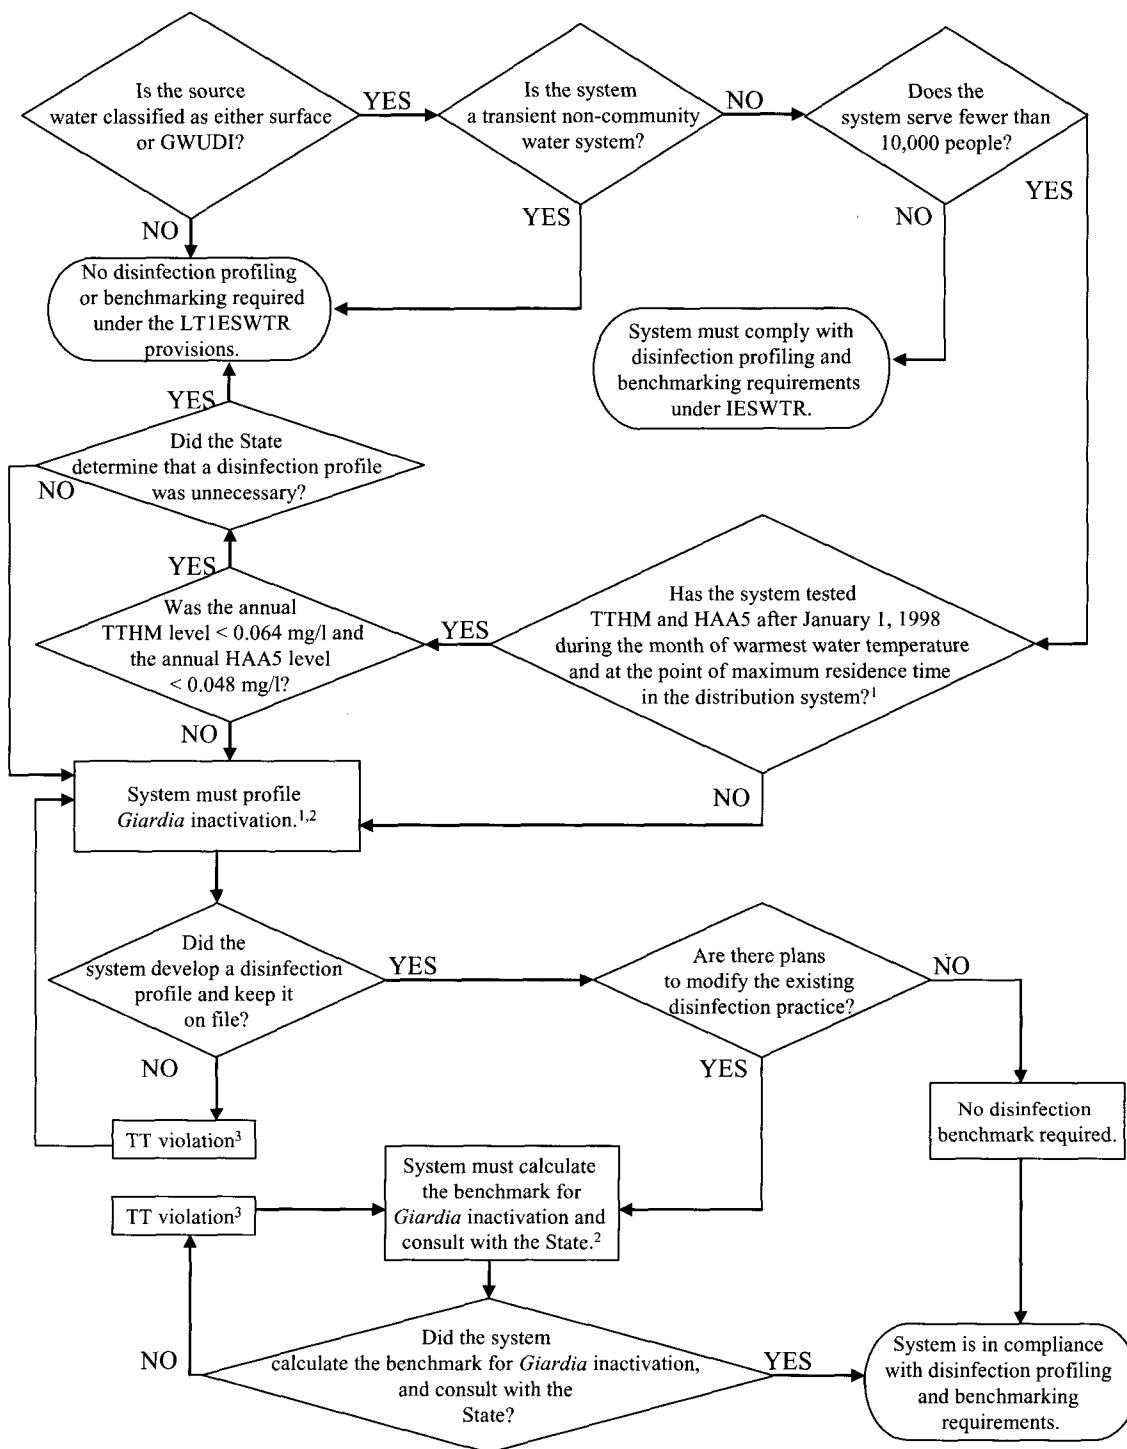 Is the source
water classified as either surface
or GWUDI?
YES
Is the system
a transient non-community
water system?
NO
Does the
system serve fewer than
10,000 people?
YES
NO
YES
NO
No disinfection profiling
or benchmarking required
under the LT1ESWTR
provisions.
System must comply with
disinfection profiling and
benchmarking requirements
under IESWTR.
YES
Did the State
determine that a disinfection profile
was unnecessary?
NO
YES
Was the annual
TTHM level < 0.064 mg/l and
the annual HAA5 level
< 0.048 mg/l?
YES
Has the system tested
TTHM and HAA5 after January 1, 1998
during the month of warmest water temperature
and at the point of maximum residence time
in the distribution system?1
NO
NO
System must profile
Giardia inactivation.1,2
Did the
system develop a disinfection
profile and keep it
on file?
YES
Are there plans
to modify the existing
disinfection practice?
NO
NO
YES
TT violation3
No disinfection
benchmark required.
System must calculate
the benchmark for
Giardia inactivation and
consult with the State.2
TT violation3
Did the system
calculate the benchmark for Giardia inactivation,
and consult with the
State?
NO
YES
System is in compliance
with disinfection profiling
and benchmarking
requirements.